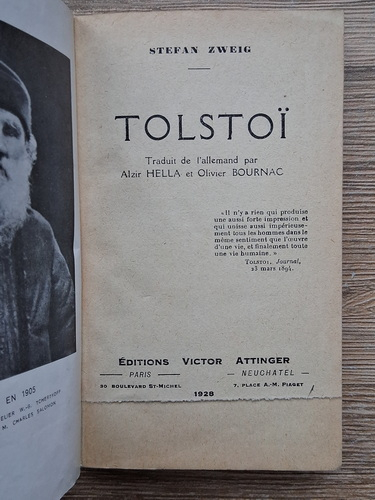 STEFAN ZWEIG
TOLSTOÏ
Traduit de l'allemand par
Alzir HELLA et Olivier BOURNAC
«Il n'y a rien qui produise
une aussi forte impression et
qui unisse aussi impérieuse-
ment tous les hommes dans le
même sentiment que l'œuvre
d'une vie, et finalement toute
une vie humaine.»
TOLSTOI, Journal,
23 mars 1894.
ÉDITIONS VICTOR ATTINGER
PARIS
NEUCHATEL
30 BOULEVARD ST-MICHEL
7, PLACE A.-M. PIAGET
1928
EN 1905
M. CHARLES SALOMON